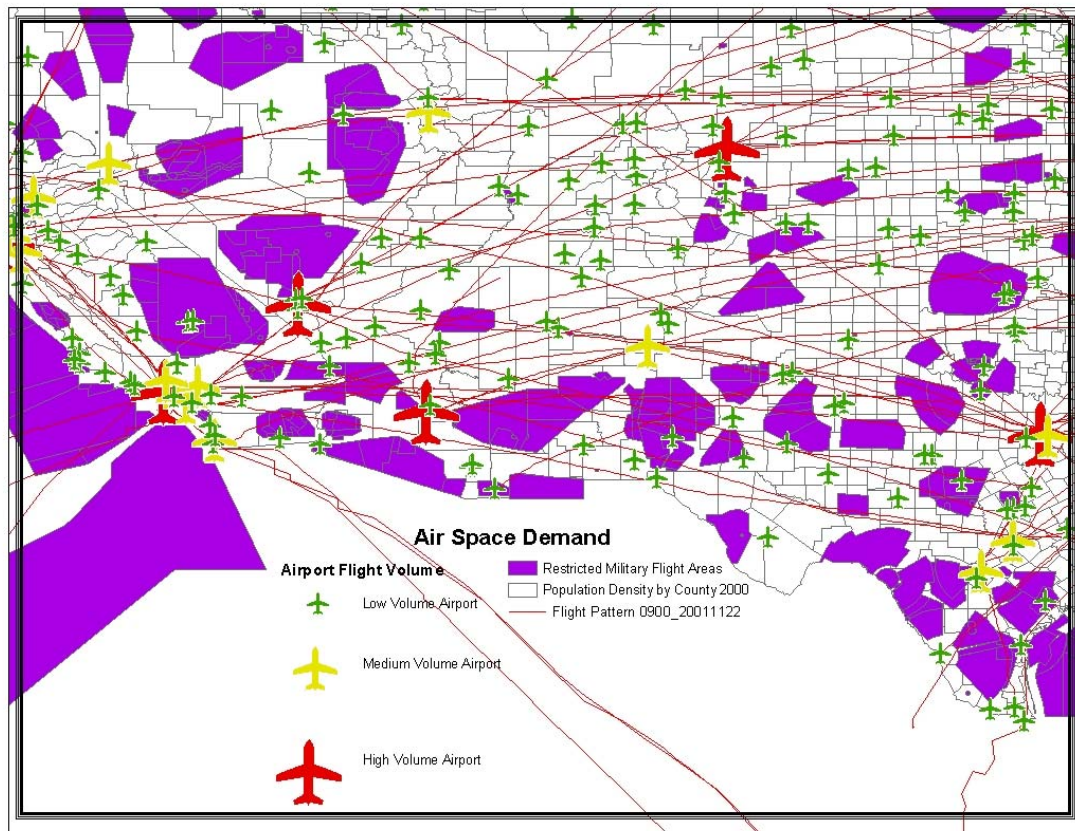 Air Space Demand
Airport Flight Volume
Low Volume Airport
Medium Volume Airport
High Volume Airport
Restricted Military Flight Areas
Population Density by County 2000
Flight Pattern 0900_20011122